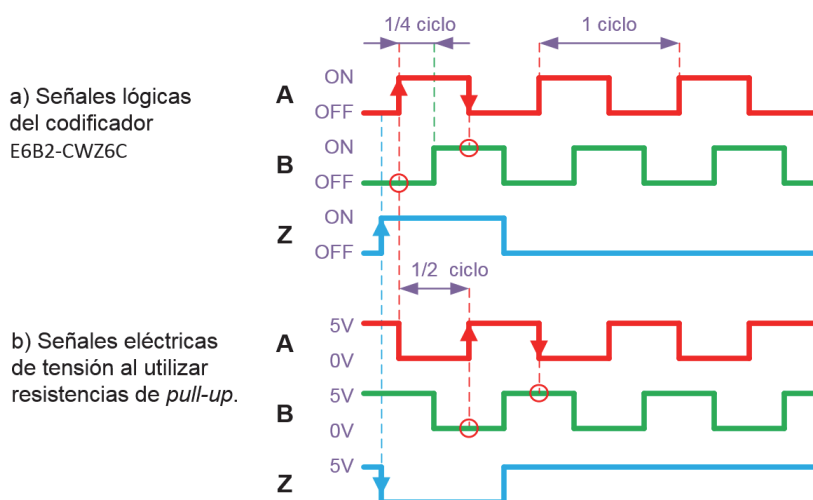 1/4 ciclo
1 ciclo
a) Señales lógicas
del codificador
E6B2-CWZ6C
A
ON
OFF
B
ON
OFF
Z
ON
OFF
1/2 ciclo
b) Señales eléctricas
de tensión al utilizar
resistencias de pull-up.
A
5V
0V
B
5V
0V
Z
5V